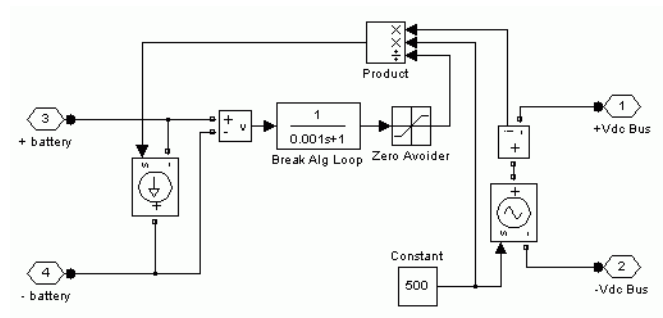 ×
×
÷
Product
3
+ battery
+
-
v
1
0.001s+1
Break Alg Loop
Zero Avoider
1
+Vdc Bus
i
-
+
s
-
+
+
s
-
4
- battery
Constant
500
2
-Vdc Bus